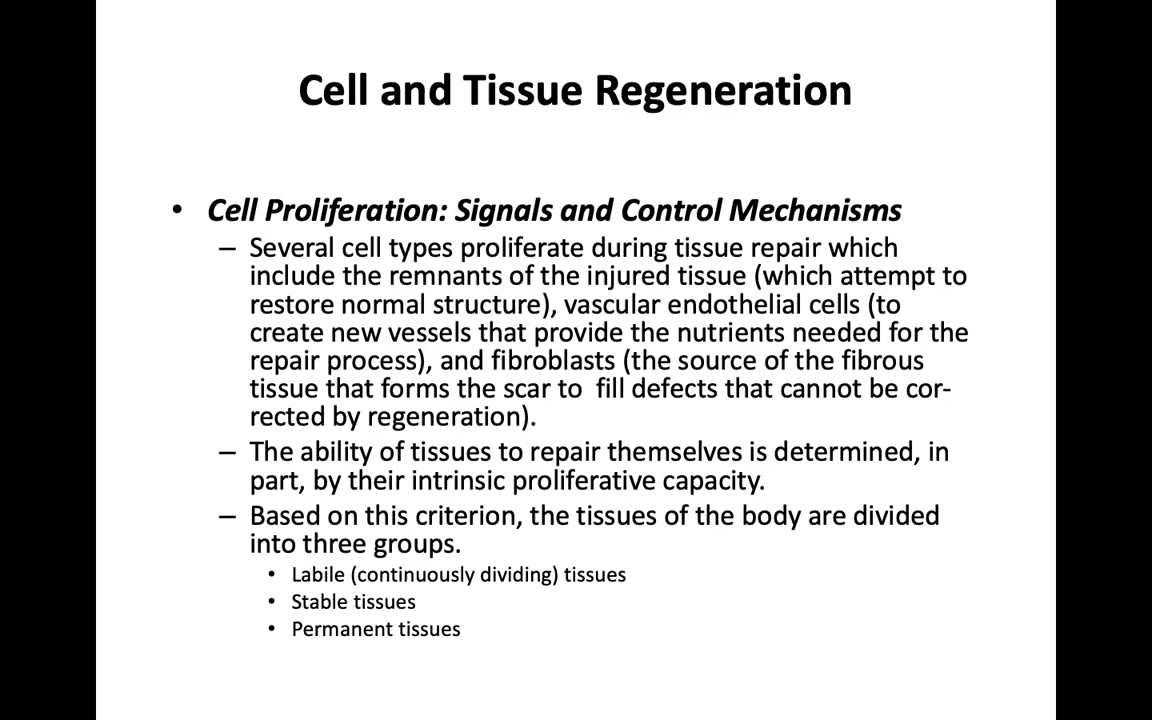 Cell and Tissue Regeneration
• Cell Proliferation: Signals and Control Mechanisms
– Several cell types proliferate during tissue repair which
include the remnants of the injured tissue (which attempt to
restore normal structure), vascular endothelial cells (to
create new vessels that provide the nutrients needed for the
repair process), and fibroblasts (the source of the fibrous
tissue that forms the scar to  fill defects that cannot be cor-
rected by regeneration).
– The ability of tissues to repair themselves is determined, in
part, by their intrinsic proliferative capacity.
– Based on this criterion, the tissues of the body are divided
into three groups.
• Labile (continuously dividing) tissues
• Stable tissues
• Permanent tissues